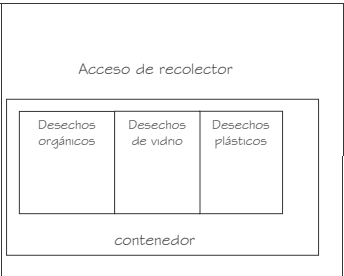 Acceso de recolector
Desechos orgánicos
Desechos de vidrio
Desechos plásticos
contenedor